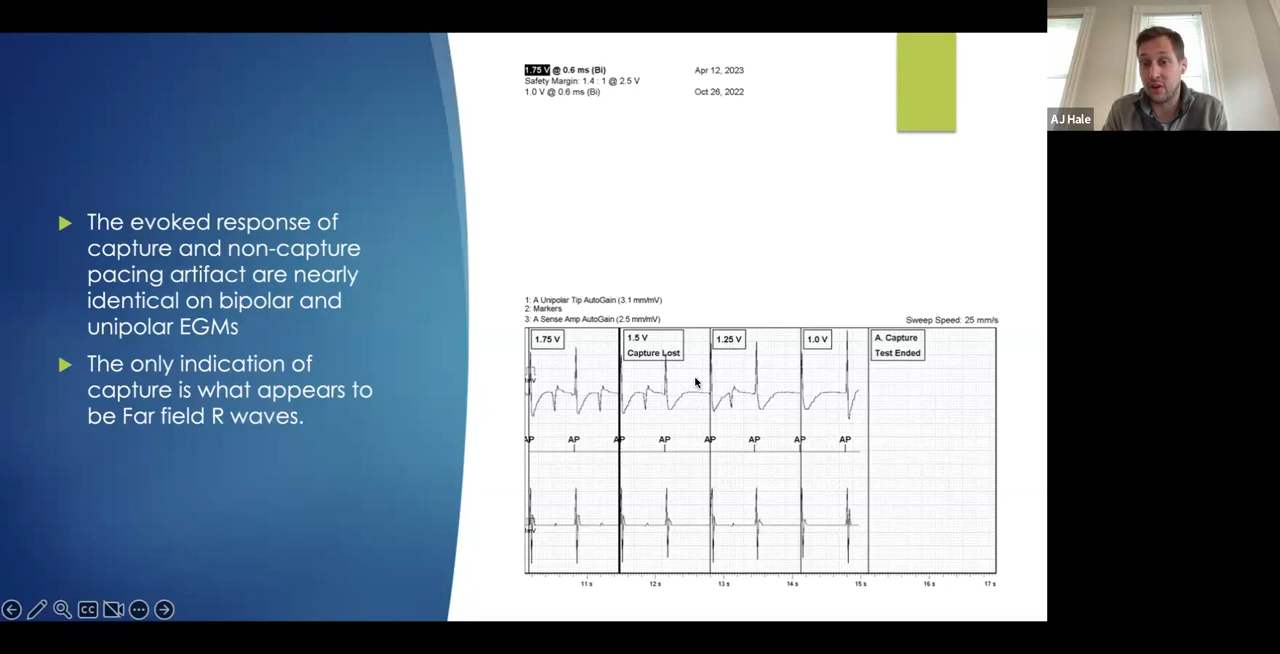 1.75 V @ 0.6 ms (Bi) Apr 12, 2023
Safety Margin: 1.4 : 1 @ 2.5 V
1.0 V @ 0.6 ms (Bi) Oct 26, 2022
AJ Hale
The evoked response of
capture and non-capture
pacing artifact are nearly
identical on bipolar and
unipolar EGMs
The only indication of
capture is what appears to
be Far field R waves.
1: A Unipolar Tip AutoGain (3.1 mm/mV)
2: Markers
3: A Sense Amp AutoGain (2.5 mm/mV)
Sweep Speed: 25 mm/s
1.75 V
1.5 V
Capture Lost
1.25 V
1.0 V
A. Capture
Test Ended
AP AP AP AP AP AP AP AP
11 s 12 s 13 s 14 s 15 s 16 s 17 s
CC